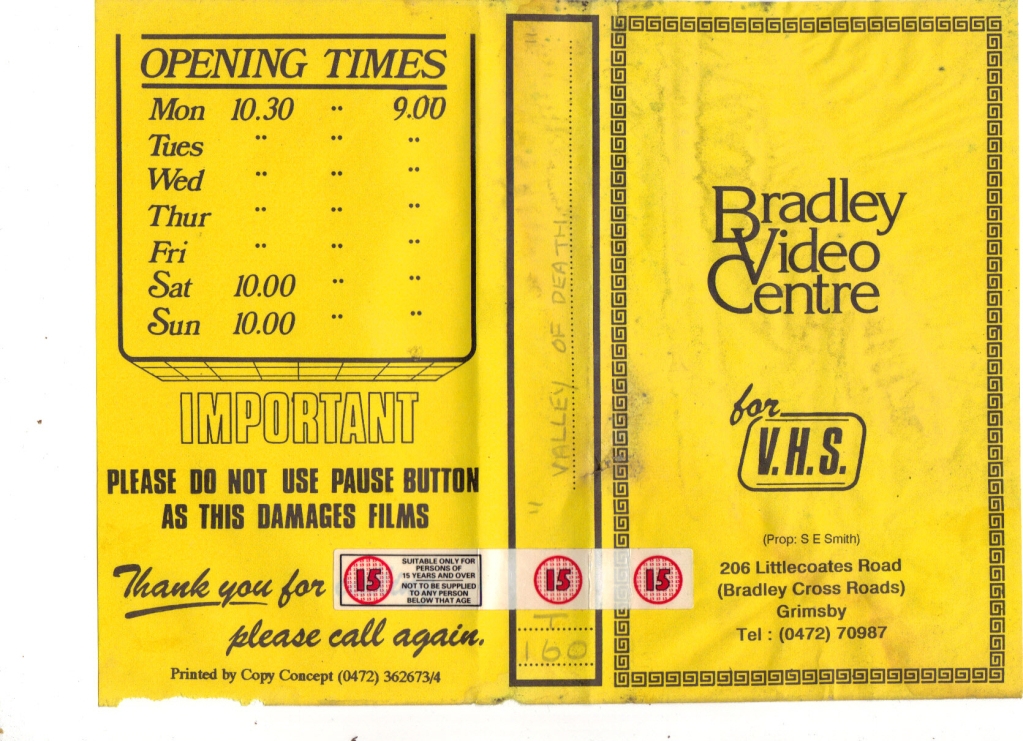 OPENING TIMES
Mon 10.30 " 9.00
Tues " " "
Wed " " "
Thur " " "
Fri " " "
Sat 10.00 " "
Sun 10.00 " "
IMPORTANT
PLEASE DO NOT USE PAUSE BUTTON
AS THIS DAMAGES FILMS
Thank you for
please call again.
Printed by Copy Concept (0472) 362673/4
15
SUITABLE ONLY FOR
PERSONS OF
15 YEARS AND OVER
NOT TO BE SUPPLIED
TO ANY PERSON
BELOW THAT AGE
" VALLEY OF DEATH. "
15
H
160
Bradley
Video
Centre
for
V.H.S.
15
(Prop: S E Smith)
206 Littlecoates Road
(Bradley Cross Roads)
Grimsby
Tel : (0472) 70987